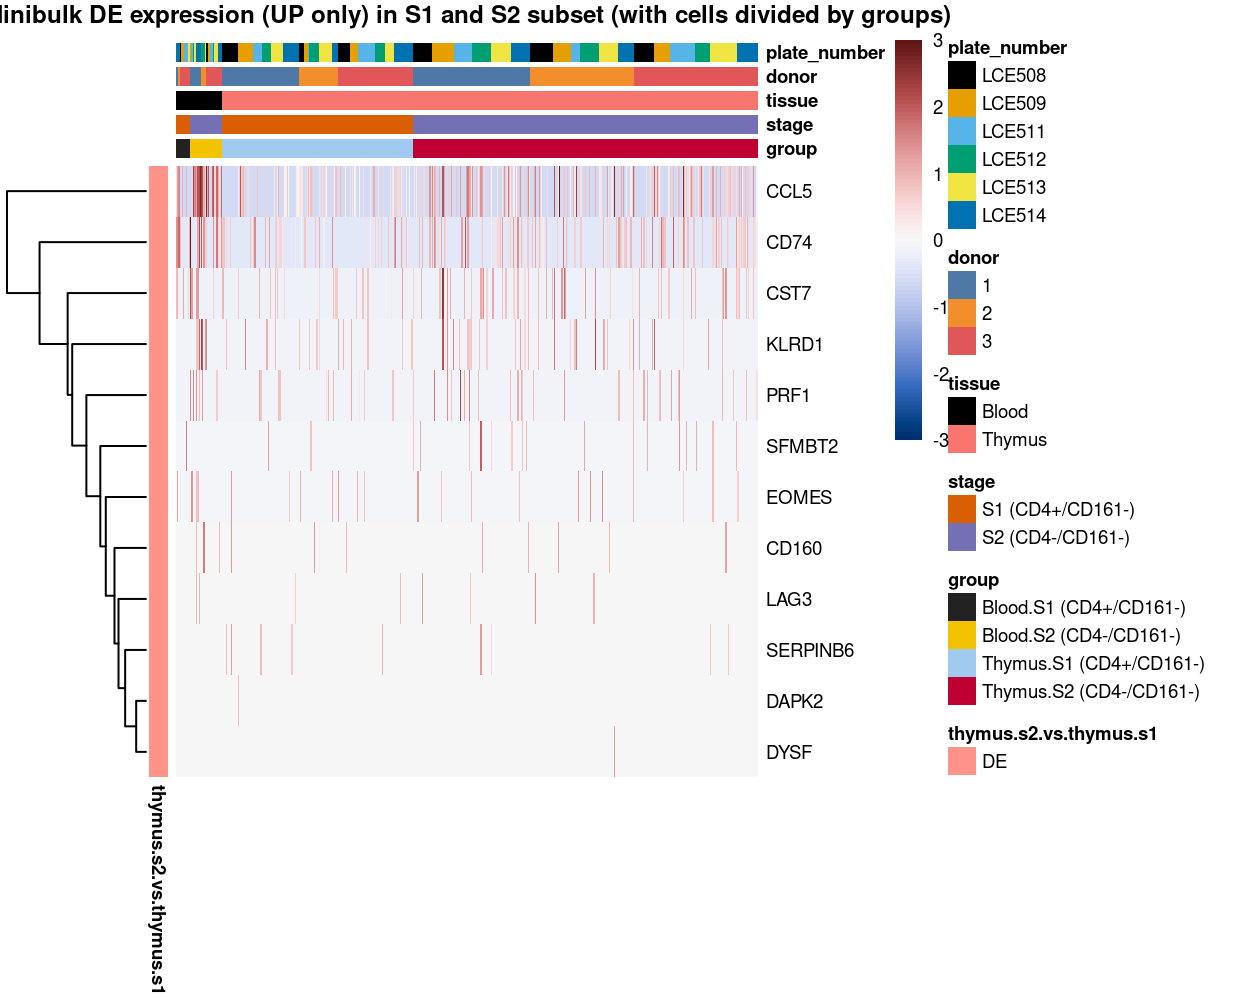 linibulk DE expression (UP only) in S1 and S2 subset (with cells divided by groups)
plate_number
donor
tissue
stage
group
CCL5
CD74
CST7
KLRD1
PRF1
SFMBT2
EOMES
CD160
LAG3
SERPINB6
DAPK2
DYSF
thymus.s2.vs.thymus.s1
3
2
1
0
-1
-2
-3
plate_number
LCE508
LCE509
LCE511
LCE512
LCE513
LCE514
donor
1
2
3
tissue
Blood
Thymus
stage
S1 (CD4+/CD161-)
S2 (CD4-/CD161-)
group
Blood.S1 (CD4+/CD161-)
Blood.S2 (CD4-/CD161-)
Thymus.S1 (CD4+/CD161-)
Thymus.S2 (CD4-/CD161-)
thymus.s2.vs.thymus.s1
DE